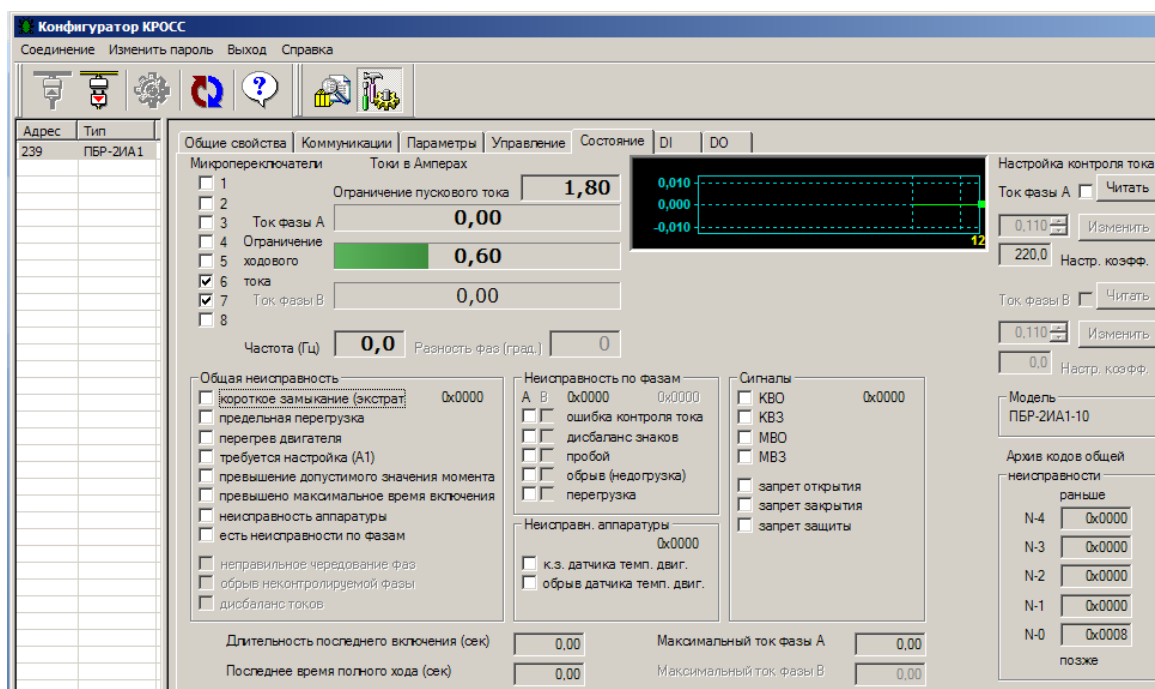 Конфигуратор КРОСС
Соединение Изменить пароль Выход Справка
Адрес Тип
239 ПБР-2ИА1
Общие свойства Коммуникации Параметры Управление Состояние DI DO
Микропереключатели Токи в Амперах
1
2
3
4
5
6
7
8
Ограничение пускового тока 1,80
Ток фазы А 0,00
Ограничение
ходового 0,60
тока
Ток фазы В 0,00
Частота (Гц) 0,0 Разность фаз (град.) 0
0,010
0,000
-0,010
12
Настройка контроля тока
Ток фазы А Читать
0,110 Изменить
220,0 Настр. коэфф.
Ток фазы В Читать
0,110 Изменить
0,0 Настр. коэфф.
Общая неисправность
короткое замыкание (экстрат 0x0000
предельная перегрузка
перегрев двигателя
требуется настройка (А1)
превышение допустимого значения момента
превышено максимальное время включения
неисправность аппаратуры
есть неисправности по фазам
неправильное чередование фаз
обрыв неконтролируемой фазы
дисбаланс токов
Неисправность по фазам
А В 0x0000 0x0000
ошибка контроля тока
дисбаланс знаков
пробой
обрыв (недогрузка)
перегрузка
Неисправн. аппаратуры
0x0000
к.з. датчика темп. двиг.
обрыв датчика темп. двиг.
Сигналы
КВО 0x0000
КВЗ
МВО
МВЗ
запрет открытия
запрет закрытия
запрет защиты
Модель
ПБР-2ИА1-10
Архив кодов общей
неисправности
раньше
N-4 0x0000
N-3 0x0000
N-2 0x0000
N-1 0x0000
N-0 0x0008
позже
Длительность последнего включения (сек) 0,00 Максимальный ток фазы А 0,00
Последнее время полного хода (сек) 0,00 Максимальный ток фазы В 0,00